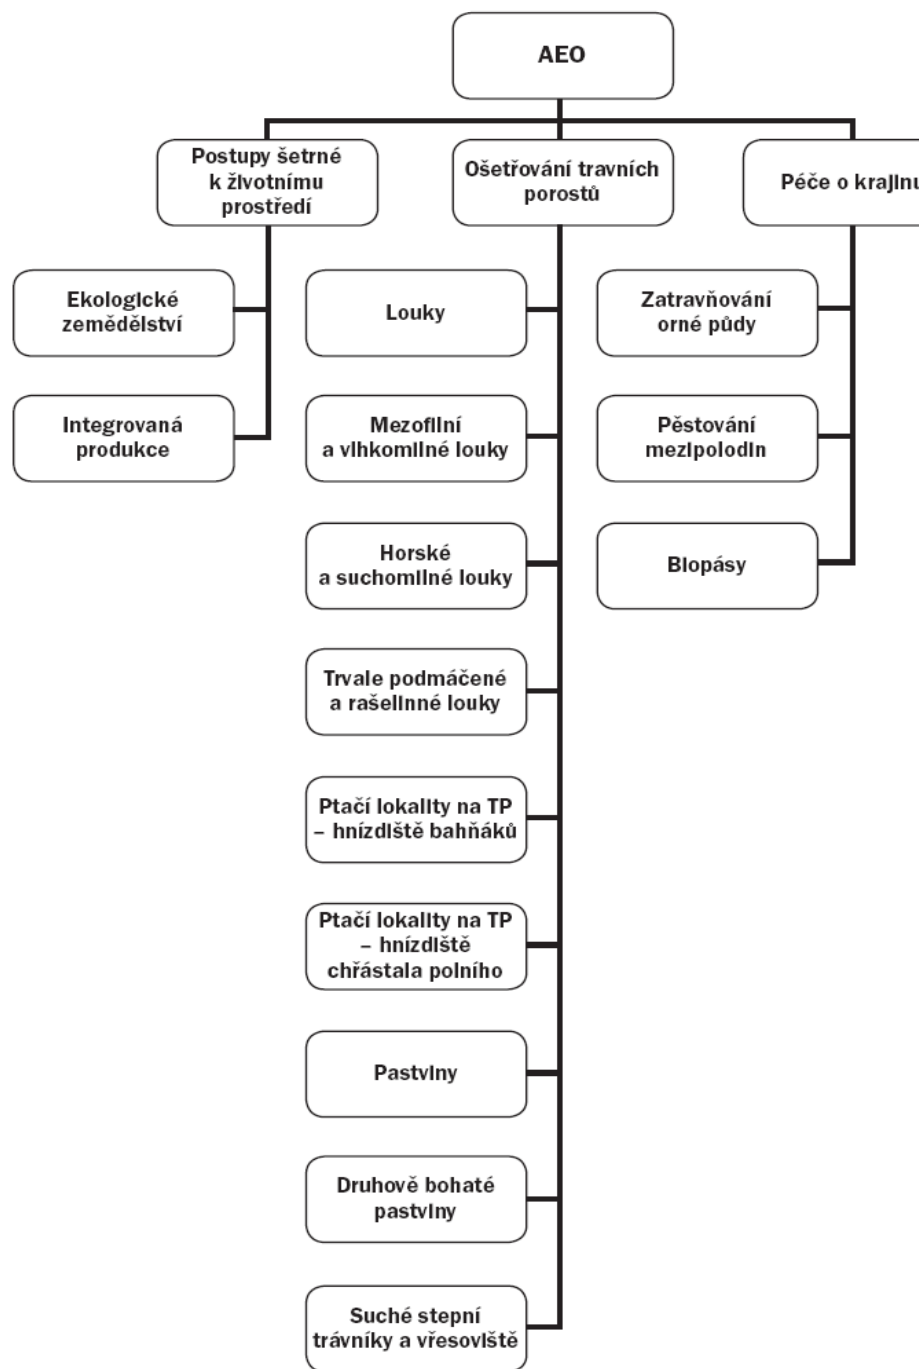 AEO
Postupy šetrné
k životnímu
prostředí
Ekologické
zemědělství
Integrovaná
produkce
Ošetřování travních
porostů
Louky
Mezofilní
a vlhkomilné louky
Horské
a suchomilné louky
Trvale podmáčené
a rašelinné louky
Ptačí lokality na TP
– hnízdiště bahňáků
Ptačí lokality na TP
– hnízdiště
chřástala polního
Pastviny
Druhově bohaté
pastviny
Suché stepní
trávníky a vřesoviště
Péče o krajinu
Zatravňování
orné půdy
Pěstování
meziplodin
Biopásy